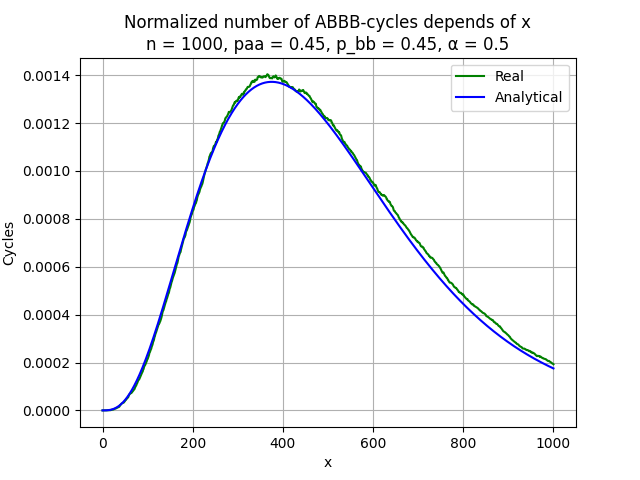 Normalized number of ABBB-cycles depends of x
n = 1000, paa = 0.45, p_bb = 0.45, α = 0.5
Real
Analytical
Cycles
0.0014
0.0012
0.0010
0.0008
0.0006
0.0004
0.0002
0.0000
0 200 400 600 800 1000
x